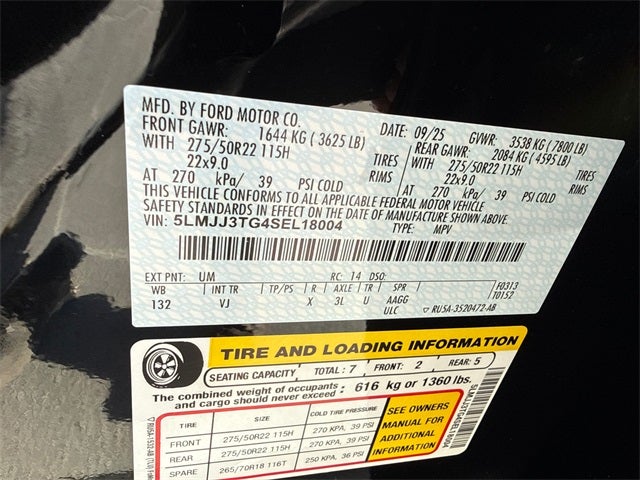 MFD. BY FORD MOTOR CO.
DATE: 09/25 GVWR: 3538 KG (7800 LB)
FRONT GAWR: 1644 KG (3625 LB) REAR GAWR: 2084 KG (4595 LB)
WITH 275/50R22 115H TIRES WITH 275/50R22 115H TIRES
22x9.0 RIMS 22x9.0 RIMS
AT 270 kPa/ 39 PSI COLD AT 270 kPa/ 39 PSI COLD
THIS VEHICLE CONFORMS TO ALL APPLICABLE FEDERAL MOTOR VEHICLE
SAFETY STANDARDS IN EFFECT ON THE DATE OF MANUFACTURE SHOWN ABOVE.
VIN: 5LMJJ3TG4SEL18004 TYPE: MPV
EXT PNT: UM RC: 14 DSO:
WB INT TR TP/PS R AXLE TR SPR F0313
132 VJ X 3L U AAGG T0152
ULC ▽ RU5A-3520472-AB
TIRE AND LOADING INFORMATION
SEATING CAPACITY TOTAL: 7 FRONT: 2 REAR: 5
The combined weight of occupants
and cargo should never exceed: 616 kg or 1360 lbs.
TIRE SIZE COLD TIRE PRESSURE
FRONT 275/50R22 115H 270 KPA, 39 PSI
REAR 275/50R22 115H 270 KPA, 39 PSI
SPARE 265/70R18 116T 250 KPA, 36 PSI
SEE OWNERS
MANUAL FOR
ADDITIONAL
INFORMATION
5LMJJ3TG4SEL18004